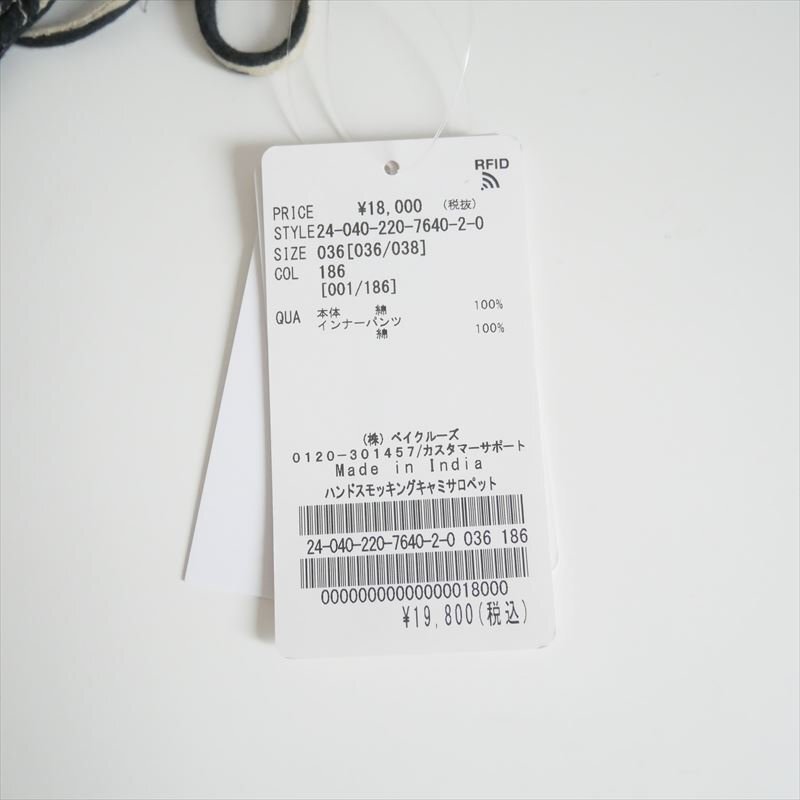 RFID
PRICE ¥18,000 (税抜)
STYLE 24-040-220-7640-2-0
SIZE 036[036/038]
COL 186
[001/186]
QUA 本体 綿 100%
インナーパンツ
綿 100%
(株) ベイクルーズ
0120-301457/カスタマーサポート
Made in India
ハンドスモッキングキャミサロペット
24-040-220-7640-2-0 036 186
00000000000000018000
¥19,800(税込)